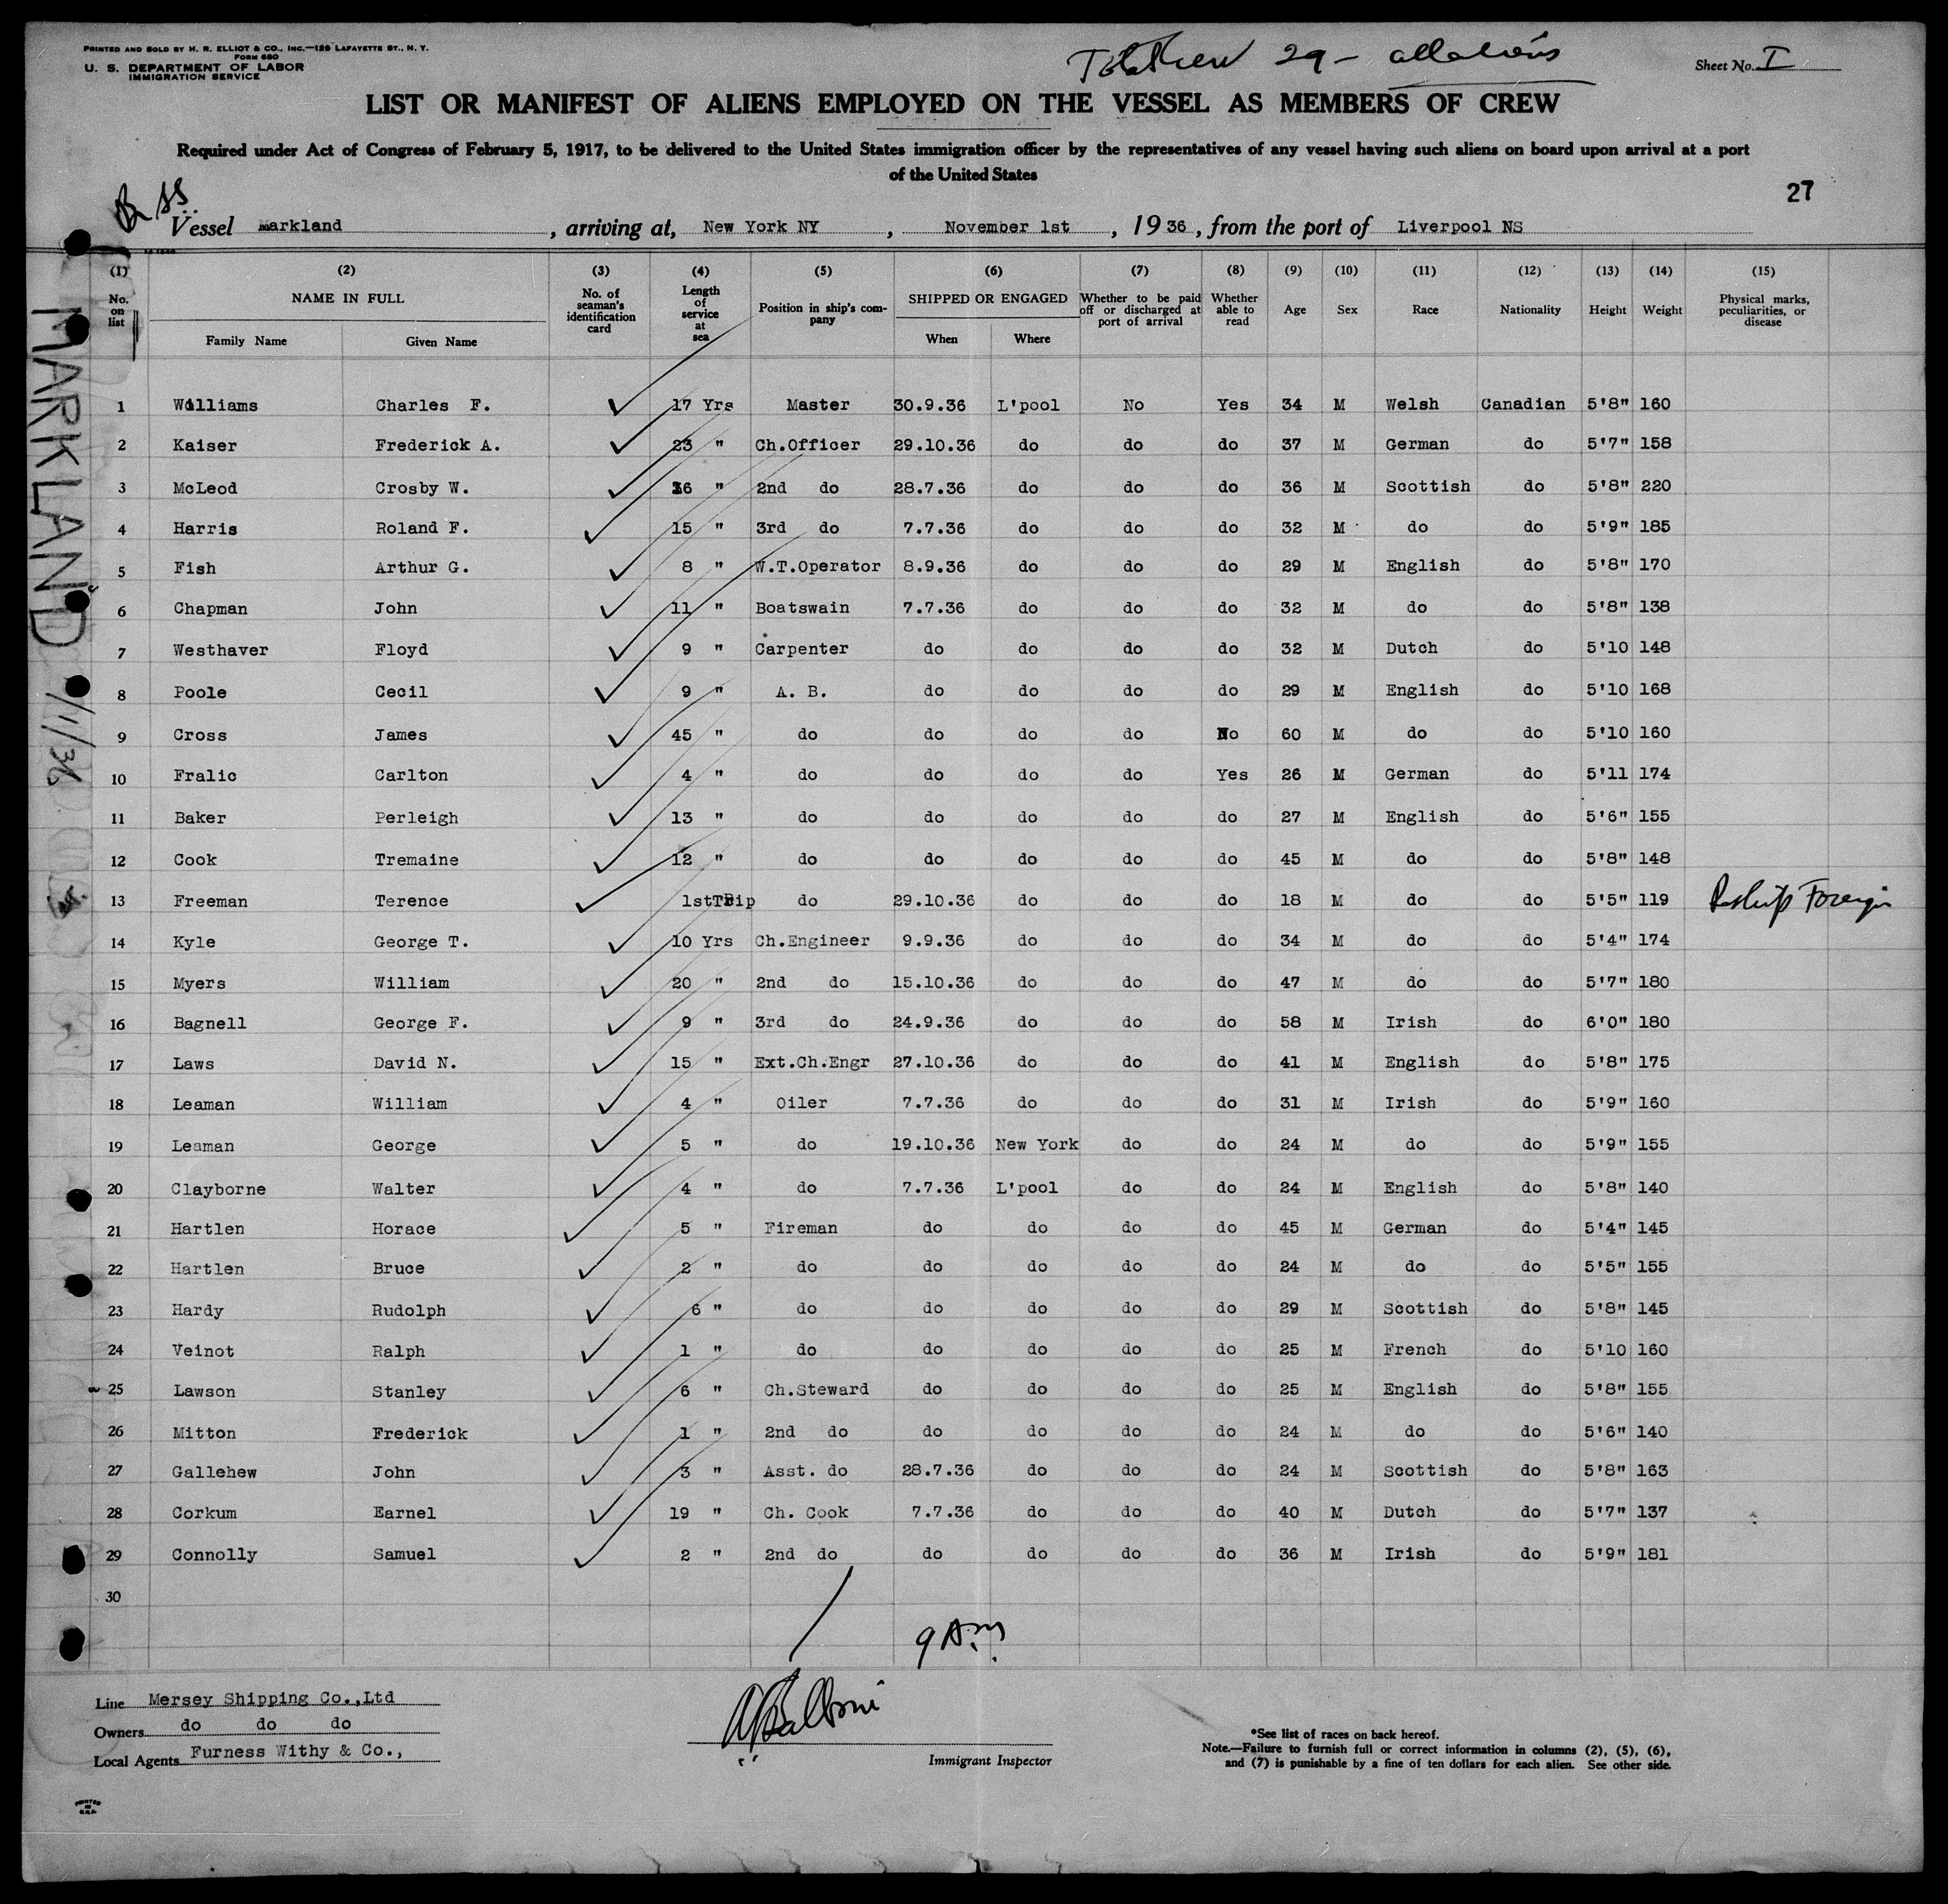 PRINTED AND SOLD BY H. R. ELLIOT & CO., INC.—129 LAFAYETTE ST., N. Y.
FORM 680
U. S. DEPARTMENT OF LABOR
IMMIGRATION SERVICE
Total Crew 29 - all aliens
Sheet No. I
LIST OR MANIFEST OF ALIENS EMPLOYED ON THE VESSEL AS MEMBERS OF CREW
Required under Act of Congress of February 5, 1917, to be delivered to the United States immigration officer by the representatives of any vessel having such aliens on board upon arrival at a port
of the United States
27
Br SS.
Vessel Markland, arriving at, New York NY, November 1st, 1936, from the port of Liverpool NS
(1) (2) (3) (4) (5) (6) (7) (8) (9) (10) (11) (12) (13) (14) (15)
No. on list NAME IN FULL Family Name Given Name No. of seaman's identification card Length of service at sea Position in ship's company SHIPPED OR ENGAGED When Where Whether to be paid off or discharged at port of arrival Whether able to read Age Sex Race Nationality Height Weight Physical marks, peculiarities, or disease
1 Williams Charles F. 17 Yrs Master 30.9.36 L'pool No Yes 34 M Welsh Canadian 5'8" 160
2 Kaiser Frederick A. 23 " Ch.Officer 29.10.36 do do do 37 M German do 5'7" 158
3 McLeod Crosby W. 16 " 2nd do 28.7.36 do do do 36 M Scottish do 5'8" 220
4 Harris Roland F. 15 " 3rd do 7.7.36 do do do 32 M do do 5'9" 185
5 Fish Arthur G. 8 " W.T.Operator 8.9.36 do do do 29 M English do 5'8" 170
6 Chapman John 11 " Boatswain 7.7.36 do do do 32 M do do 5'8" 138
7 Westhaver Floyd 9 " Carpenter do do do do 32 M Dutch do 5'10 148
8 Poole Cecil 9 " A. B. do do do do 29 M English do 5'10 168
9 Cross James 45 " do do do do No 60 M do do 5'10 160
10 Fralic Carlton 4 " do do do do Yes 26 M German do 5'11 174
11 Baker Perleigh 13 " do do do do do 27 M English do 5'6" 155
12 Cook Tremaine 12 " do do do do do 45 M do do 5'8" 148
13 Freeman Terence 1stTrip do 29.10.36 do do do 18 M do do 5'5" 119 Reships Foreign
14 Kyle George T. 10 Yrs Ch.Engineer 9.9.36 do do do 34 M do do 5'4" 174
15 Myers William 20 " 2nd do 15.10.36 do do do 47 M do do 5'7" 180
16 Bagnell George F. 9 " 3rd do 24.9.36 do do do 58 M Irish do 6'0" 180
17 Laws David N. 15 " Ext.Ch.Engr 27.10.36 do do do 41 M English do 5'8" 175
18 Leaman William 4 " Oiler 7.7.36 do do do 31 M Irish do 5'9" 160
19 Leaman George 5 " do 19.10.36 New York do do 24 M do do 5'9" 155
20 Clayborne Walter 4 " do 7.7.36 L'pool do do 24 M English do 5'8" 140
21 Hartlen Horace 5 " Fireman do do do do 45 M German do 5'4" 145
22 Hartlen Bruce 2 " do do do do do 24 M do do 5'5" 155
23 Hardy Rudolph 6 " do do do do do 29 M Scottish do 5'8" 145
24 Veinot Ralph 1 " do do do do do 25 M French do 5'10 160
25 Lawson Stanley 6 " Ch.Steward do do do do 25 M English do 5'8" 155
26 Mitton Frederick 1 " 2nd do do do do do 24 M do do 5'6" 140
27 Gallehew John 3 " Asst. do 28.7.36 do do do 24 M Scottish do 5'8" 163
28 Corkum Earnel 19 " Ch. Cook 7.7.36 do do do 40 M Dutch do 5'7" 137
29 Connolly Samuel 2 " 2nd do do do do do 36 M Irish do 5'9" 181
30
MARKLAND
9 AM.
Line Mersey Shipping Co.,Ltd
Owners do do do
Local Agents Furness Withy & Co.,
Immigrant Inspector
*See list of races on back hereof.
Note.—Failure to furnish full or correct information in columns (2), (5), (6),
and (7) is punishable by a fine of ten dollars for each alien. See other side.
PRINTED
IN
U.S.A.